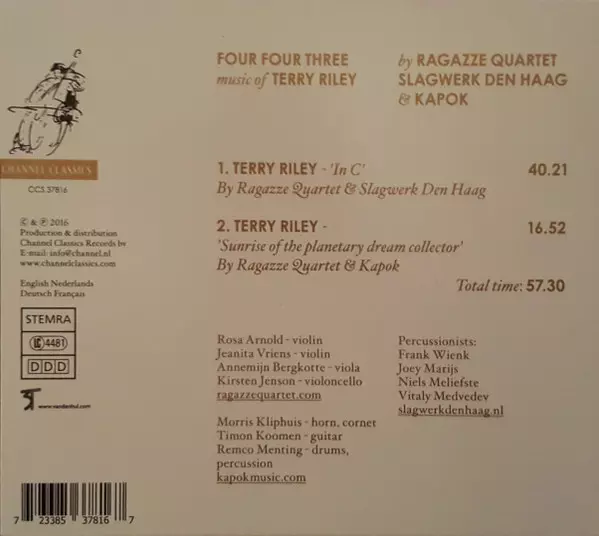 FOUR FOUR THREE
music of TERRY RILEY
by RAGAZZE QUARTET
SLAGWERK DEN HAAG
& KAPOK
CHANNEL CLASSICS
CCS 37816
© & ℗ 2016
Production & distribution
Channel Classics Records bv
E-mail: info@channel.nl
www.channelclassics.com
English Nederlands
Deutsch Français
STEMRA
LC 4481
DDD
www.vandenhul.com
1. TERRY RILEY - 'In C' 40.21
By Ragazze Quartet & Slagwerk Den Haag
2. TERRY RILEY - 16.52
'Sunrise of the planetary dream collector'
By Ragazze Quartet & Kapok
Total time: 57.30
Rosa Arnold - violin
Jeanita Vriens - violin
Annemijn Bergkotte - viola
Kirsten Jenson - violoncello
ragazzequartet.com
Morris Kliphuis - horn, cornet
Timon Koomen - guitar
Remco Menting - drums,
percussion
kapokmusic.com
Percussionists:
Frank Wienk
Joey Marijs
Niels Meliefste
Vitaly Medvedev
slagwerkdenhaag.nl
7 23385 37816 7